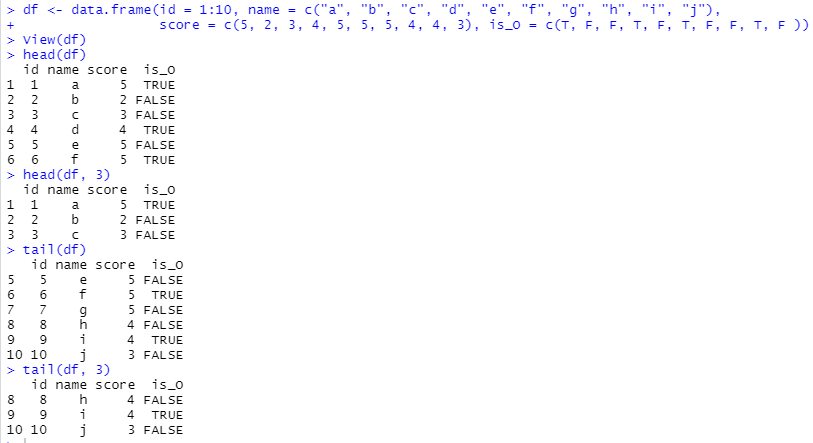 > df <- data.frame(id = 1:10, name = c("a", "b", "c", "d", "e", "f", "g", "h", "i", "j"),
+                  score = c(5, 2, 3, 4, 5, 5, 5, 4, 4, 3), is_O = c(T, F, F, T, F, T, F, F, T, F ))
> View(df)
> head(df)
  id name score  is_O
1  1    a     5  TRUE
2  2    b     2 FALSE
3  3    c     3 FALSE
4  4    d     4  TRUE
5  5    e     5 FALSE
6  6    f     5  TRUE
> head(df, 3)
  id name score  is_O
1  1    a     5  TRUE
2  2    b     2 FALSE
3  3    c     3 FALSE
> tail(df)
   id name score  is_O
5   5    e     5 FALSE
6   6    f     5  TRUE
7   7    g     5 FALSE
8   8    h     4 FALSE
9   9    i     4  TRUE
10 10    j     3 FALSE
> tail(df, 3)
   id name score  is_O
8   8    h     4 FALSE
9   9    i     4  TRUE
10 10    j     3 FALSE